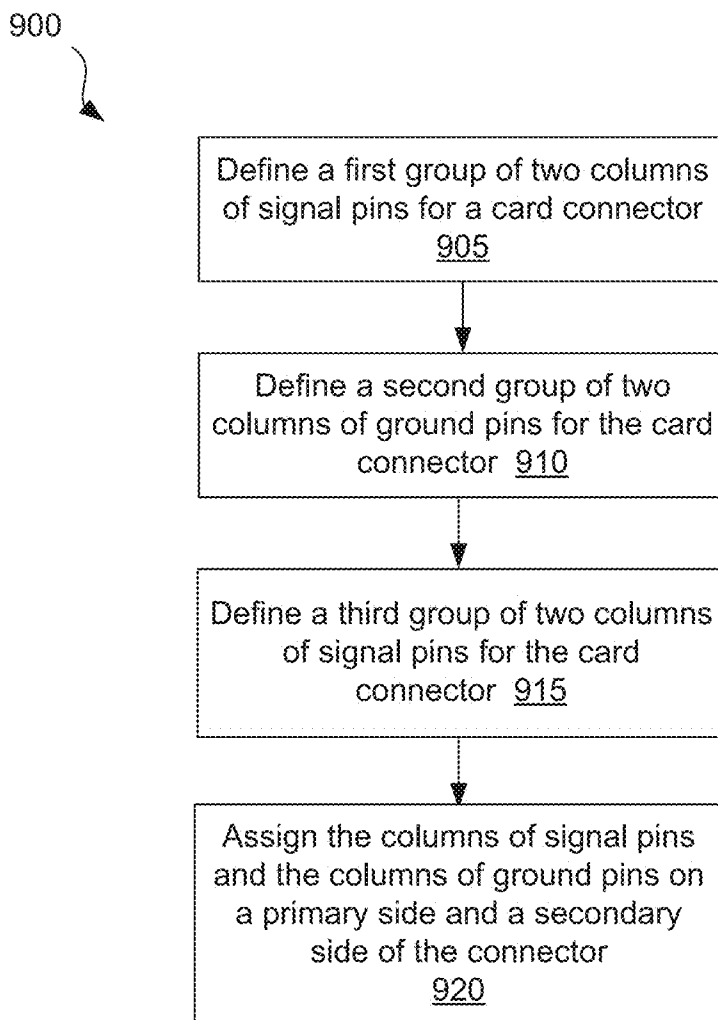 900
Define a first group of two columns
of signal pins for a card connector
905
Define a second group of two
columns of ground pins for the card
connector 910
Define a third group of two columns
of signal pins for the card
connector 915
Assign the columns of signal pins
and the columns of ground pins on
a primary side and a secondary
side of the connector
920